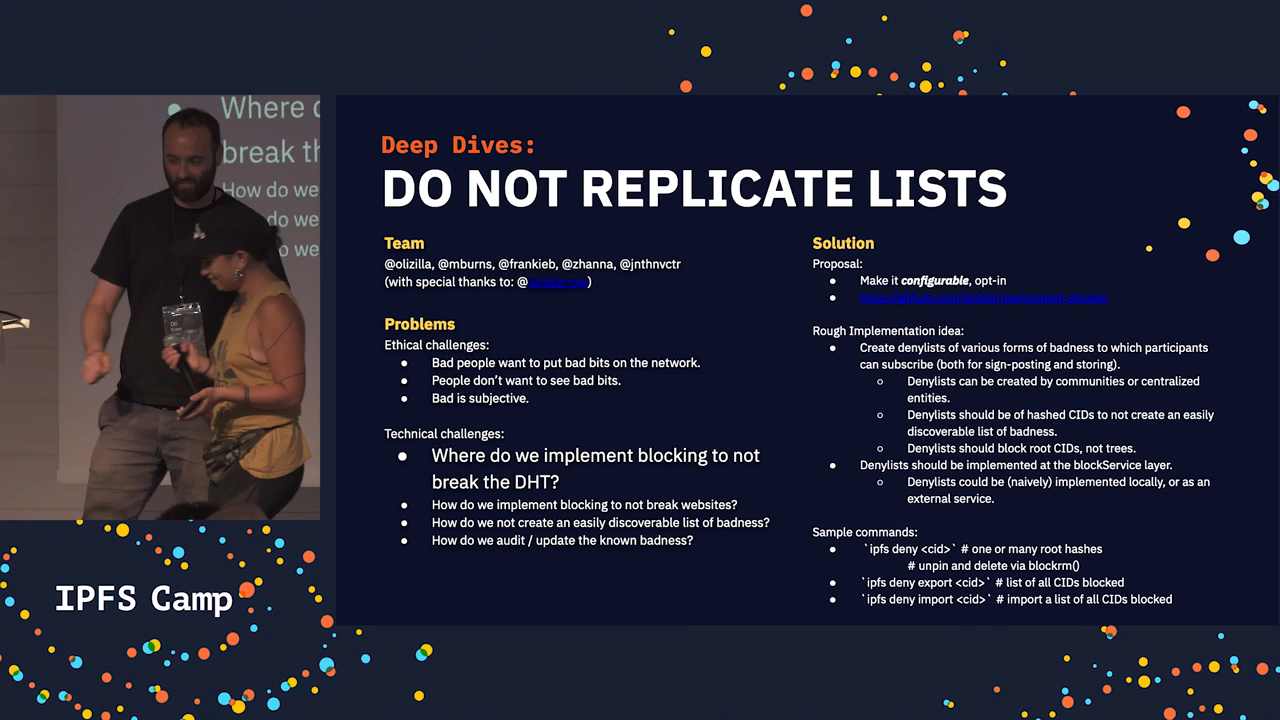 Where
break th
How do we
do we
o we
Oli
Deep Dives:
DO NOT REPLICATE LISTS
Team
@olizilla, @mburns, @frankieb, @zhanna, @jnthnvctr
(with special thanks to: @)
Problems
Ethical challenges:
● Bad people want to put bad bits on the network.
● People don't want to see bad bits.
● Bad is subjective.
Technical challenges:
● Where do we implement blocking to not
break the DHT?
● How do we implement blocking to not break websites?
● How do we not create an easily discoverable list of badness?
● How do we audit / update the known badness?
Solution
Proposal:
● Make it configurable, opt-in
Rough Implementation idea:
● Create denylists of various forms of badness to which participants
can subscribe (both for sign-posting and storing).
○ Denylists can be created by communities or centralized
entities.
○ Denylists should be of hashed CIDs to not create an easily
discoverable list of badness.
○ Denylists should block root CIDs, not trees.
● Denylists should be implemented at the blockService layer.
○ Denylists could be (naively) implemented locally, or as an
external service.
Sample commands:
● `ipfs deny <cid>` # one or many root hashes
# unpin and delete via blockrm()
● `ipfs deny export <cid>` # list of all CIDs blocked
● `ipfs deny import <cid>` # import a list of all CIDs blocked
IPFS Camp